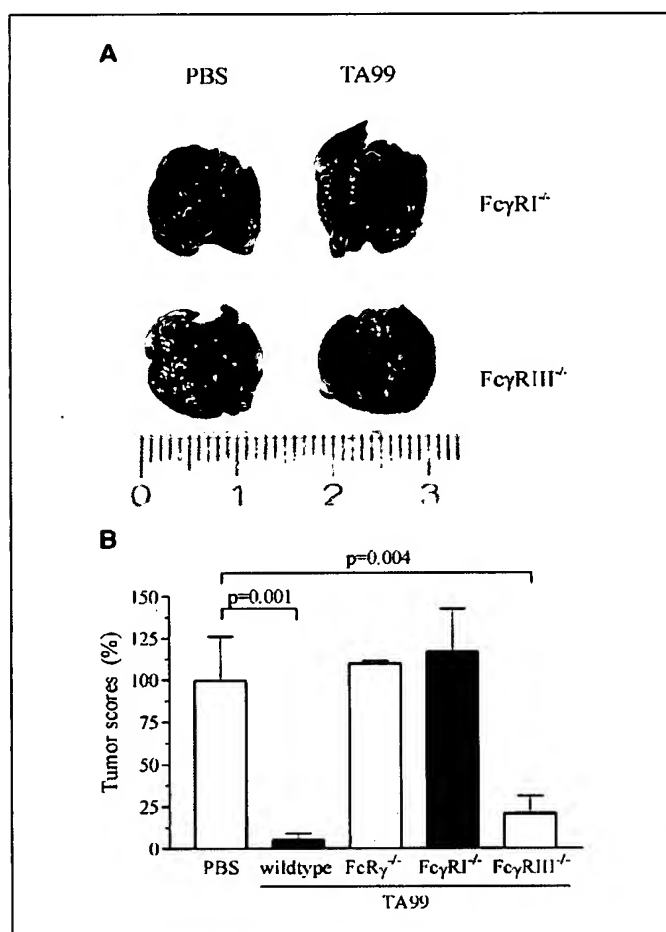 A
PBS TA99
FcγRI-/-
FcγRIII-/-
0 1 2 3
B
p=0.004
p=0.001
150
125
100
75
50
25
0
Tumor scores (%)
PBS wildtype FcRγ-/- FcγRI-/- FcγRIII-/-
TA99